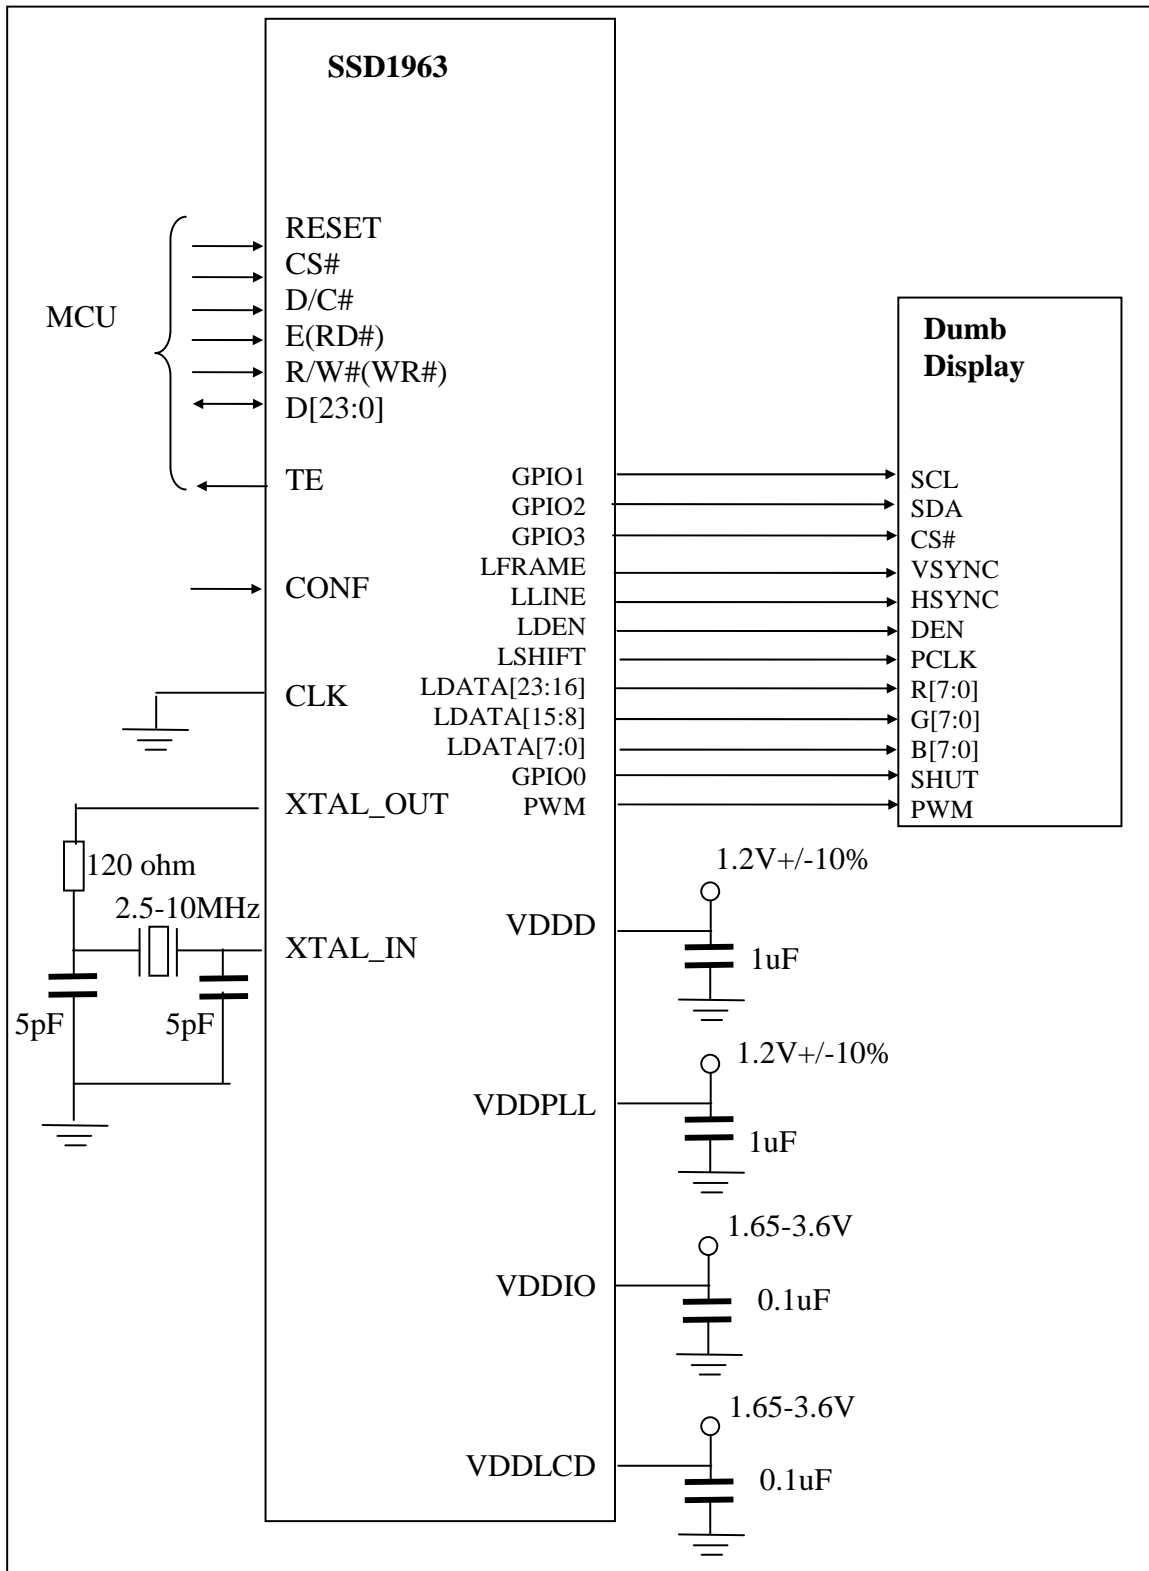 SSD1963
MCU
RESET
CS#
D/C#
E(RD#)
R/W#(WR#)
D[23:0]
TE
CONF
CLK
XTAL_OUT
120 ohm
2.5-10MHz
XTAL_IN
5pF
5pF
GPIO1
GPIO2
GPIO3
LFRAME
LLINE
LDEN
LSHIFT
LDATA[23:16]
LDATA[15:8]
LDATA[7:0]
GPIO0
PWM
Dumb
Display
SCL
SDA
CS#
VSYNC
HSYNC
DEN
PCLK
R[7:0]
G[7:0]
B[7:0]
SHUT
PWM
1.2V+/-10%
VDDD
1uF
1.2V+/-10%
VDDPLL
1uF
1.65-3.6V
VDDIO
0.1uF
1.65-3.6V
VDDLCD
0.1uF